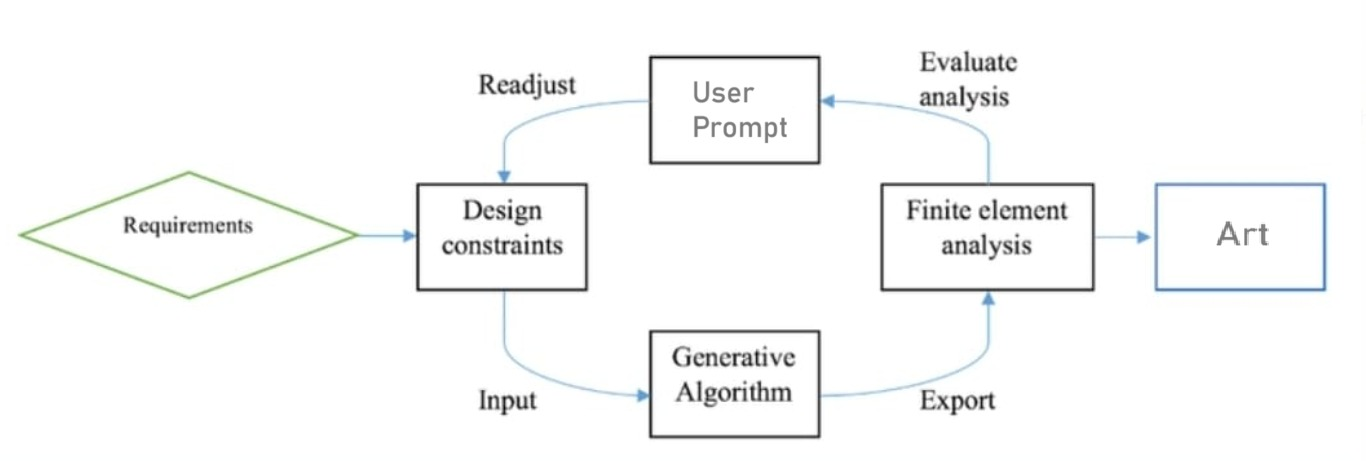 Readjust
User
Prompt
Evaluate
analysis
Requirements
Design
constraints
Finite element
analysis
Art
Generative
Algorithm
Input
Export